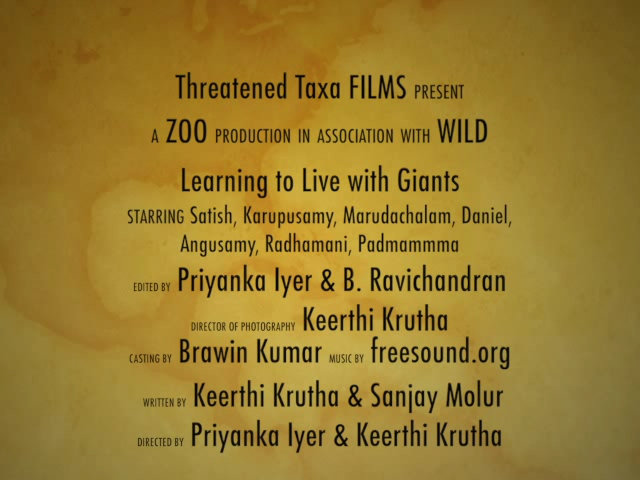 Threatened Taxa FILMS PRESENT
A ZOO PRODUCTION IN ASSOCIATION WITH WILD
Learning to Live with Giants
STARRING Satish, Karupusamy, Marudachalam, Daniel,
Angusamy, Radhamani, Padmammma
EDITED BY Priyanka Iyer & B. Ravichandran
DIRECTOR OF PHOTOGRAPHY Keerthi Krutha
CASTING BY Brawin Kumar MUSIC BY freesound.org
WRITTEN BY Keerthi Krutha & Sanjay Molur
DIRECTED BY Priyanka Iyer & Keerthi Krutha